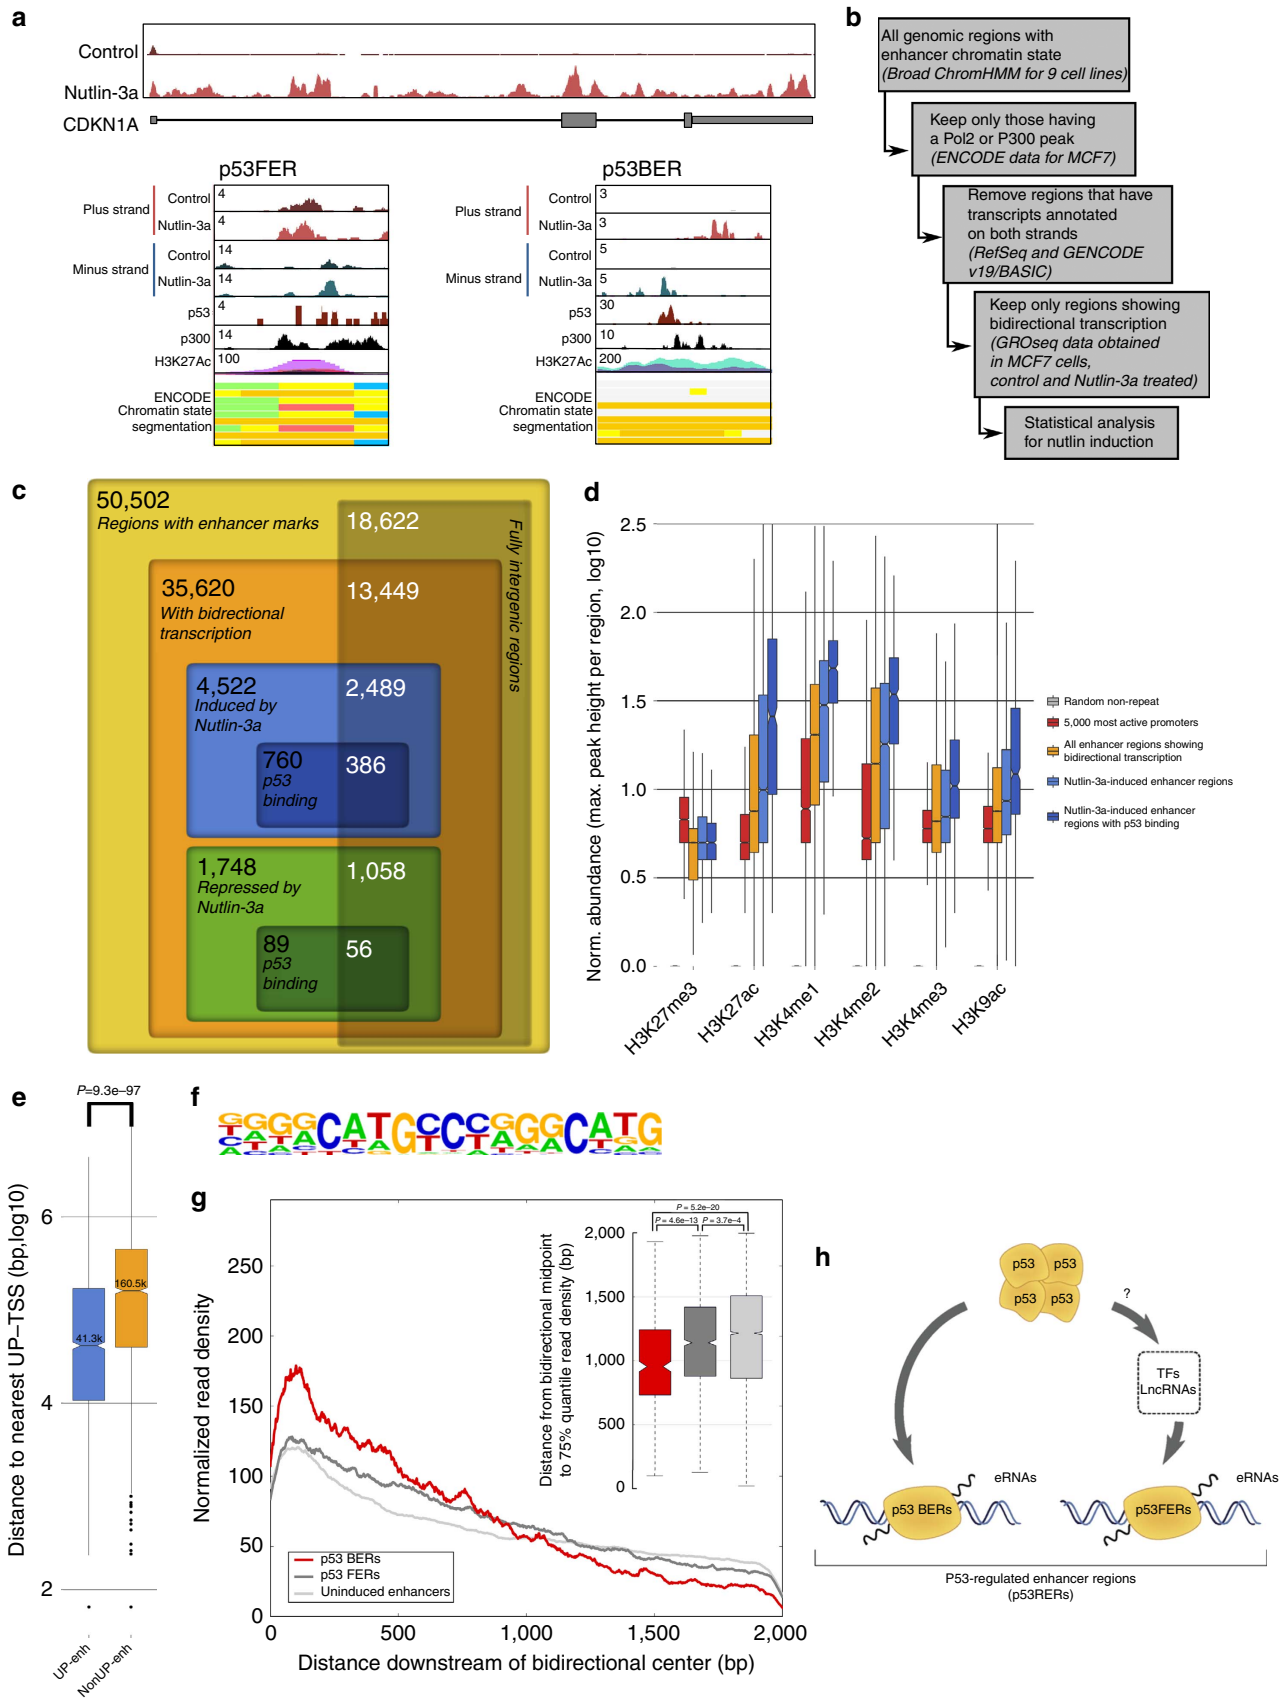 a
Control
Nutlin-3a
CDKN1A
p53FER
Plus strand
Control
4
Nutlin-3a
4
Minus strand
Control
14
Nutlin-3a
14
p53
4
p300
14
H3K27Ac
100
ENCODE
Chromatin state
segmentation
p53BER
Plus strand
Control
3
Nutlin-3a
3
Minus strand
Control
5
Nutlin-3a
5
p53
30
p300
10
H3K27Ac
200
ENCODE
Chromatin state
segmentation
b
All genomic regions with
enhancer chromatin state
(Broad ChromHMM for 9 cell lines)
Keep only those having
a Pol2 or P300 peak
(ENCODE data for MCF7)
Remove regions that have
transcripts annotated
on both strands
(RefSeq and GENCODE
v19/BASIC)
Keep only regions showing
bidirectional transcription
(GROseq data obtained
in MCF7 cells,
control and Nutlin-3a treated)
Statistical analysis
for nutlin induction
c
50,502
Regions with enhancer marks
18,622
Fully intergenic regions
35,620
With bidrectional
transcription
13,449
4,522
Induced by
Nutlin-3a
2,489
760
p53
binding
386
1,748
Repressed by
Nutlin-3a
1,058
89
p53
binding
56
d
Norm. abundance (max. peak height per region, log10)
2.5
2.0
1.5
1.0
0.5
0.0
H3K27me3
H3K27ac
H3K4me1
H3K4me2
H3K4me3
H3K9ac
Random non-repeat
5,000 most active promoters
All enhancer regions showing
bidirectional transcription
Nutlin-3a-induced enhancer regions
Nutlin-3a-induced enhancer
regions with p53 binding
e
P=9.3e–97
Distance to nearest UP–TSS (bp,log10)
6
4
2
41.3k
160.5k
UP-enh
NonUP-enh
f
GGGGCATGCCCGGGCATG
g
Normalized read density
250
200
150
100
50
0
0
500
1,000
1,500
2,000
Distance downstream of bidirectional center (bp)
p53 BERs
p53 FERs
Uninduced enhancers
Distance from bidirectional midpoint
to 75% quantile read density (bp)
2,000
1,500
1,000
500
0
P = 5.2e–20
P = 4.6e–13
P = 3.7e–4
h
p53
p53
p53
p53
?
TFs
LncRNAs
eRNAs
p53 BERs
eRNAs
p53FERs
P53-regulated enhancer regions
(p53RERs)